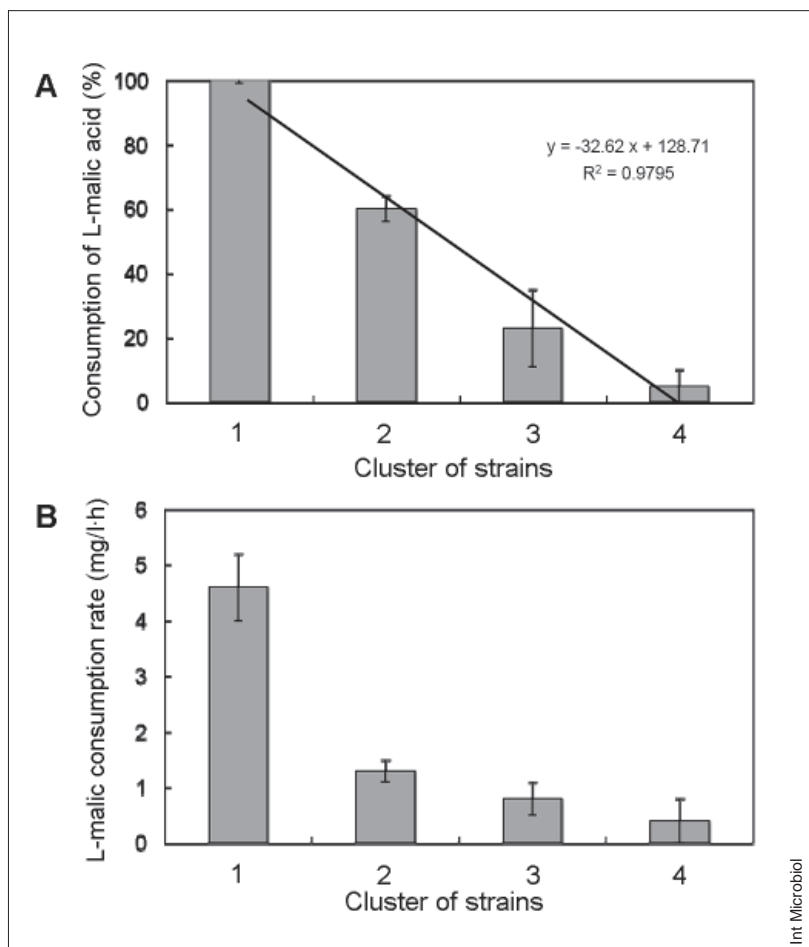 A
Consumption of L-malic acid (%)
100
80
60
40
20
0
y = -32.62 x + 128.71
R² = 0.9795
1 2 3 4
Cluster of strains
B
L-malic consumption rate (mg/l·h)
6
5
4
3
2
1
0
1 2 3 4
Cluster of strains
Int Microbiol